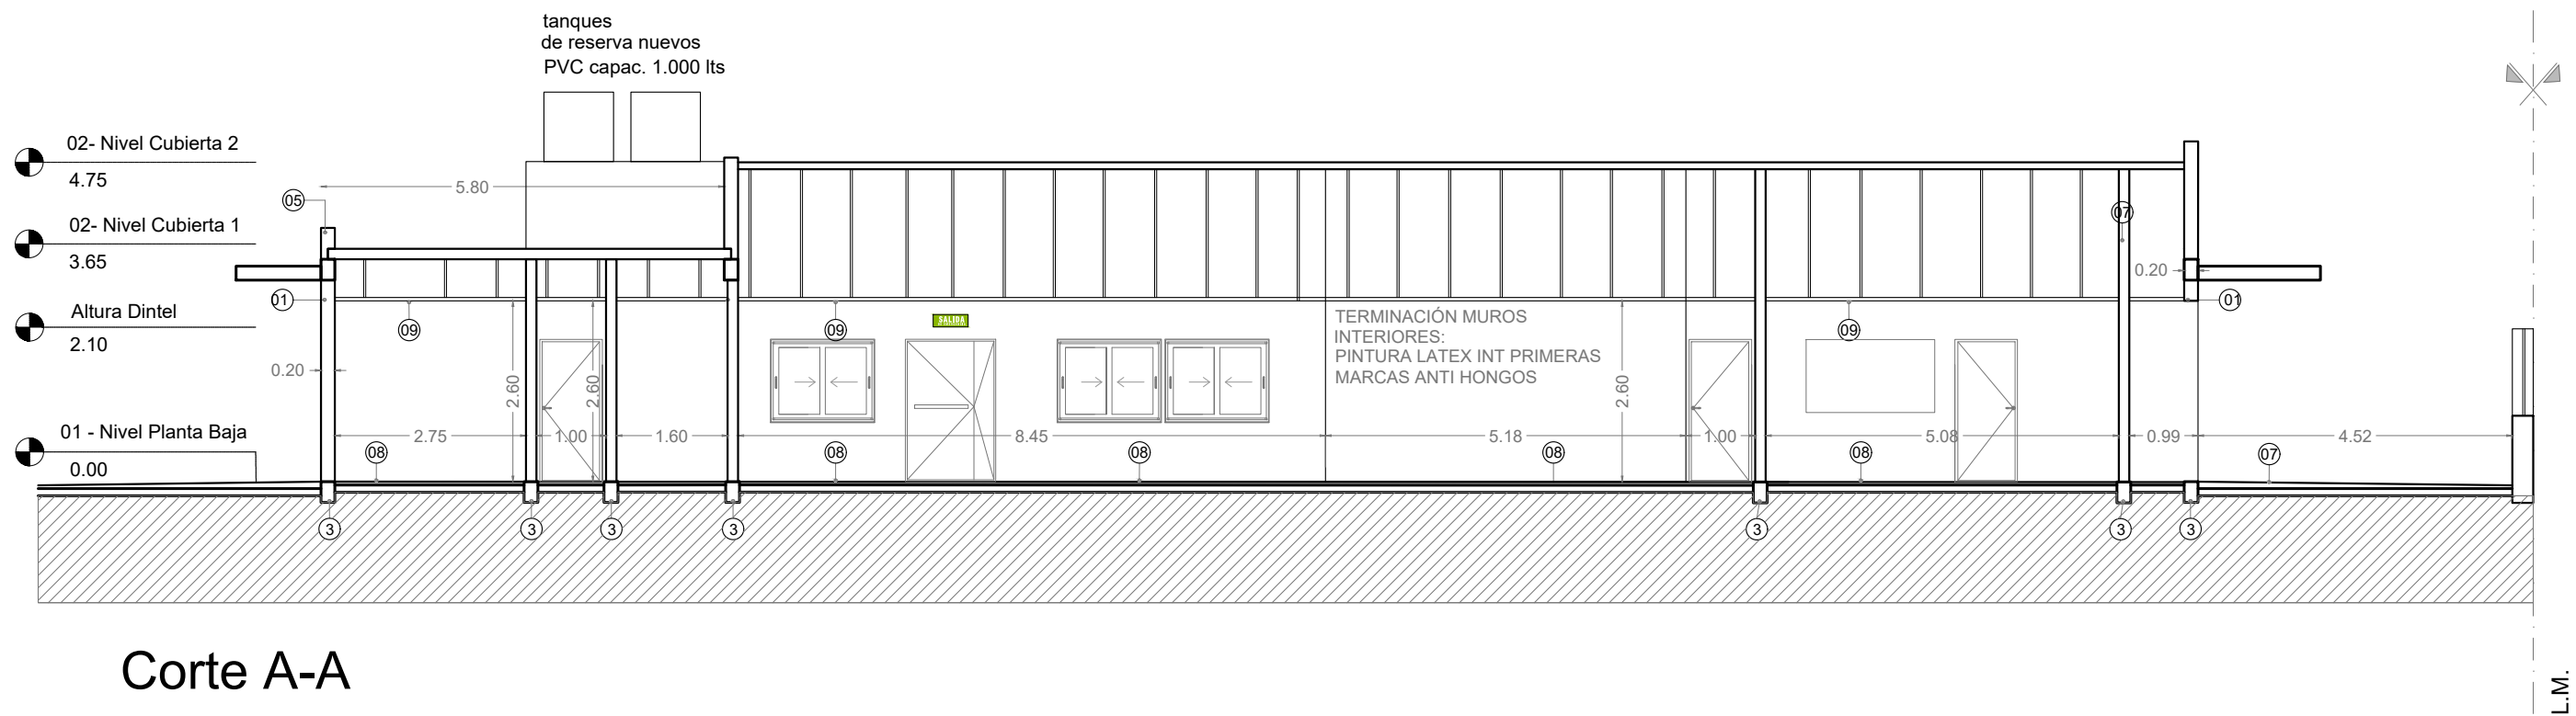 tanques
de reserva nuevos
PVC capac. 1.000 lts
02- Nivel Cubierta 2
4.75
5.80
05
02- Nivel Cubierta 1
07
3.65
0.20
01
01
Altura Dintel
09
09
SALIDA
09
2.10
TERMINACIÓN MUROS
INTERIORES:
PINTURA LATEX INT PRIMERAS
MARCAS ANTI HONGOS
0.20
2.60
2.60
2.60
01 - Nivel Planta Baja
2.75
1.00
1.60
8.45
5.18
1.00
5.08
0.99
4.52
0.00
08
08
08
08
08
07
3
3
3
3
3
3
3
Corte A-A
L.M.